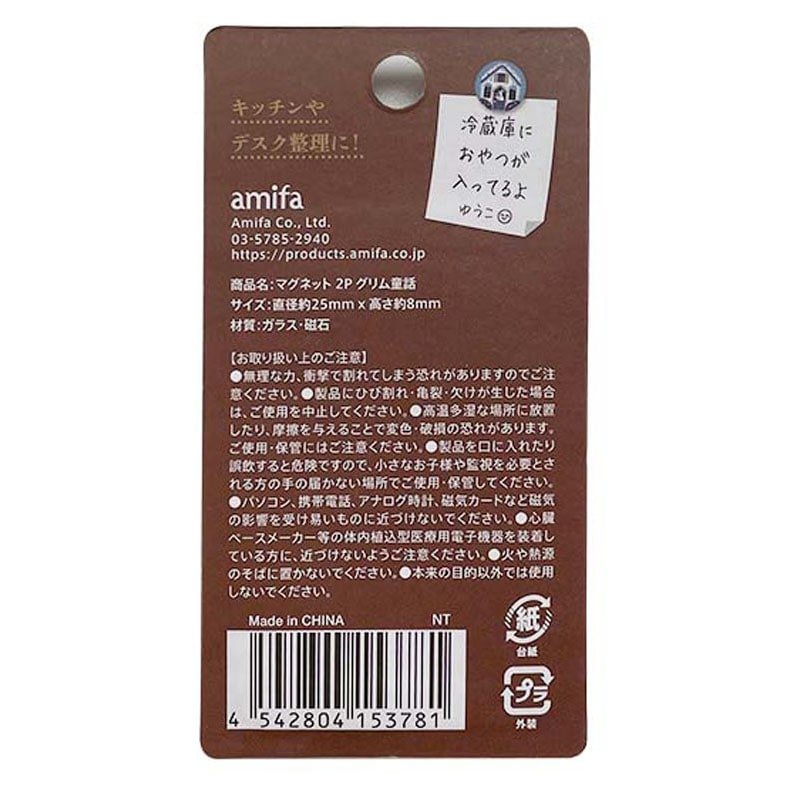 キッチンや
デスク整理に!
冷蔵庫に
おやつが
入ってるよ
ゆうこ
amifa
Amifa Co., Ltd.
03-5785-2940
https://products.amifa.co.jp
商品名:マグネット 2P グリム童話
サイズ:直径約25mm x 高さ約8mm
材質:ガラス・磁石
【お取り扱い上のご注意】
●無理な力、衝撃で割れてしまう恐れがありますのでご注
意ください。●製品にひび割れ・亀裂・欠けが生じた場合
は、ご使用を中止してください。●高温多湿な場所に放置
したり、摩擦を与えることで変色・破損の恐れがあります。
ご使用・保管にはご注意ください。●製品を口に入れたり
誤飲すると危険ですので、小さなお子様や監視を必要とさ
れる方の手の届かない場所でご使用・保管してください。
●パソコン、携帯電話、アナログ時計、磁気カードなど磁気
の影響を受け易いものに近づけないでください。●心臓
ペースメーカー等の体内植込型医療用電子機器を装着し
ている方に、近づけないようご注意ください。●火や熱源
のそばに置かないでください。●本来の目的以外では使用
しないでください。
Made in CHINA NT
紙
台紙
プラ
外装
4 542804 153781